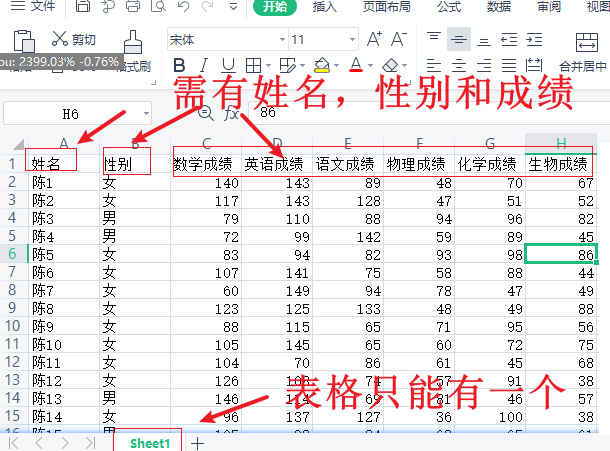 文件 开始 插入 页面布局 公式 数据 审阅 视图
剪切 宋体 11 A⁺ A⁻
ou: 2399.03% -0.76% 格式刷 B I U A 合并居中
需有姓名，性别和成绩
H6 fx 86
A B C D E F G H
1 姓名 性别 数学成绩 英语成绩 语文成绩 物理成绩 化学成绩 生物成绩
2 陈1 女 140 143 89 48 70 67
3 陈2 女 117 143 128 47 51 52
4 陈3 男 79 110 88 94 96 82
5 陈4 男 72 99 142 59 89 45
6 陈5 女 83 94 82 93 98 86
7 陈6 女 107 141 75 58 88 44
8 陈7 女 60 149 94 78 47 49
9 陈8 女 123 125 133 48 49 88
10 陈9 女 88 115 65 71 95 56
11 陈10 女 105 145 65 60 72 75
12 陈11 女 104 70 86 61 45 68
13 陈12 女 126 57 91 38
14 陈13 男 146 81 46 57
表格只能有一个
15 陈14 女 96 137 127 36 100 38
Sheet1